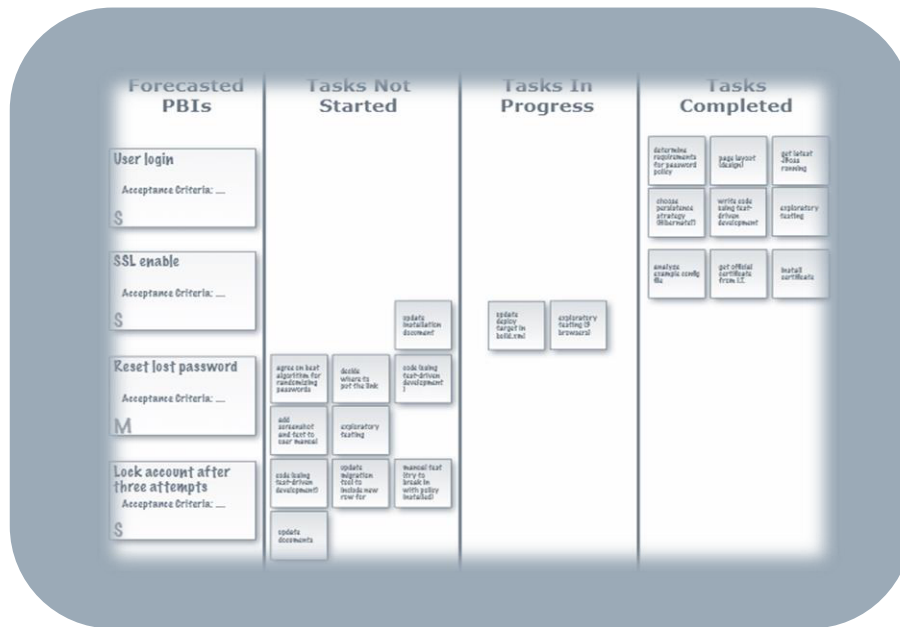 Forecasted
PBIs
Tasks Not
Started
Tasks In
Progress
Tasks
Completed
User login
Acceptance Criteria: ....
S
determine
requirements
for password
policy
page layout
(design)
get latest
JBoss
running
choose
persistence
strategy
(Hibernate?)
write code
using test-
driven
development
exploratory
testing
SSL enable
Acceptance Criteria: ....
S
update
installation
document
update
deploy
target in
build.xml
exploratory
testing (3
browsers)
analyze
example config
file
get official
certificate
from I.T.
install
certificate
Reset lost password
Acceptance Criteria: ....
M
agree on best
algorithm for
randomizing
passwords
decide
where to
put the link
code (using
test-driven
development
)
add
screenshot
and text to
user manual
exploratory
testing
Lock account after
three attempts
Acceptance Criteria: ....
S
code (using
test-driven
development)
update
migration
tool to
include new
row for
manual test
(try to
break in
with policy
installed)
update
documents